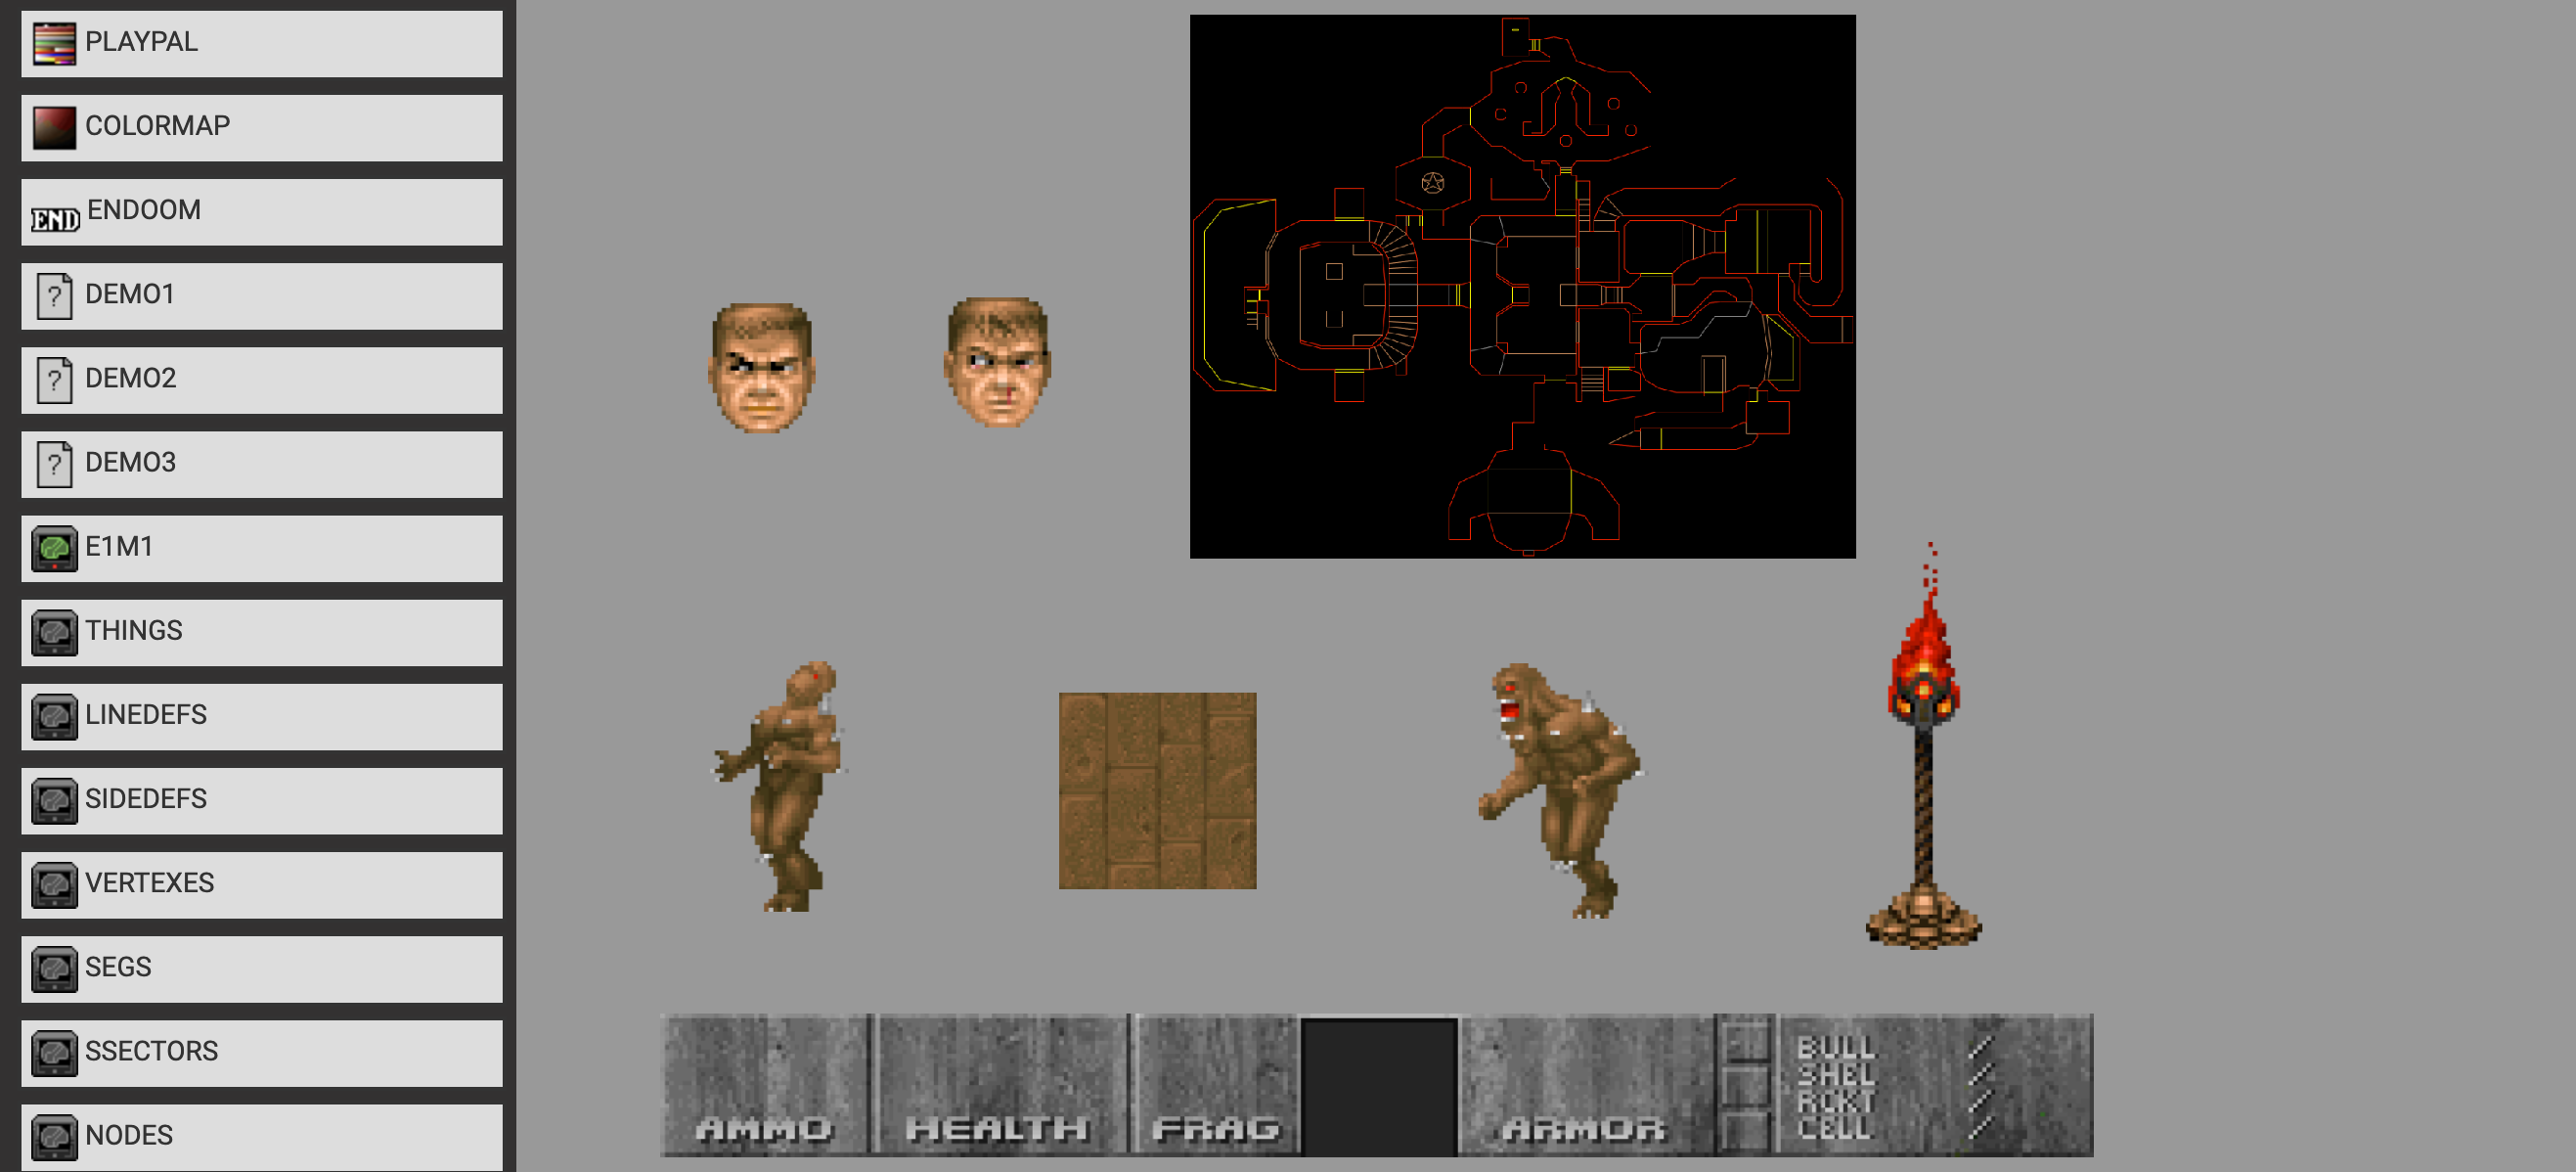 PLAYPAL
COLORMAP
END ENDOOM
? DEMO1
? DEMO2
? DEMO3
E1M1
THINGS
LINEDEFS
SIDEDEFS
VERTEXES
SEGS
SSECTORS
NODES
AMMO
HEALTH
FRAG
ARMOR
BULL /
SHEL /
RCKT /
CELL /